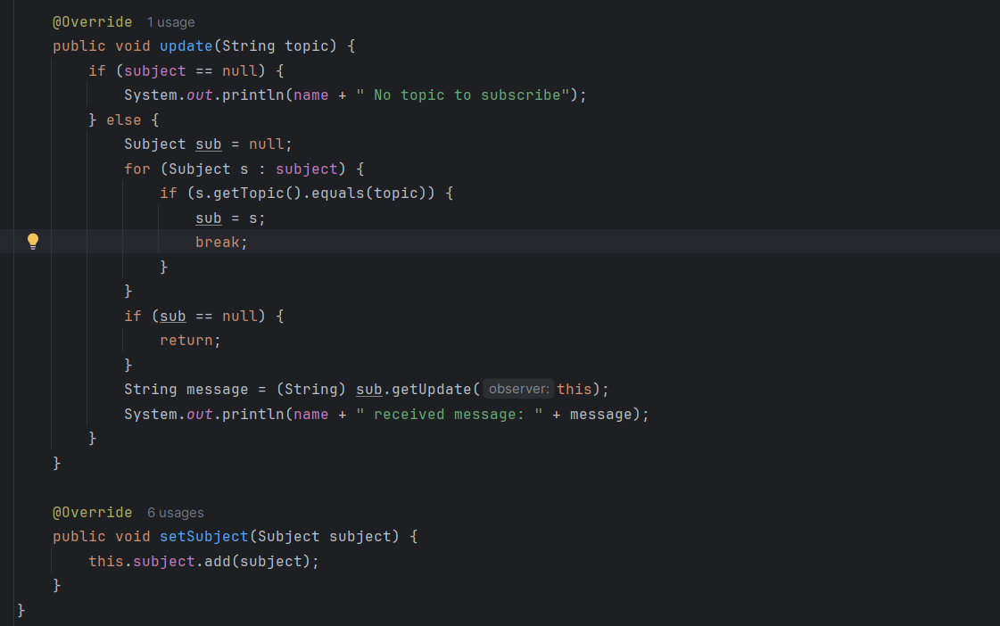 @Override 1 usage
public void update(String topic) {
if (subject == null) {
System.out.println(name + " No topic to subscribe");
} else {
Subject sub = null;
for (Subject s : subject) {
if (s.getTopic().equals(topic)) {
sub = s;
break;
}
}
if (sub == null) {
return;
}
String message = (String) sub.getUpdate( observer: this);
System.out.println(name + " received message: " + message);
}
}
@Override 6 usages
public void setSubject(Subject subject) {
this.subject.add(subject);
}
}